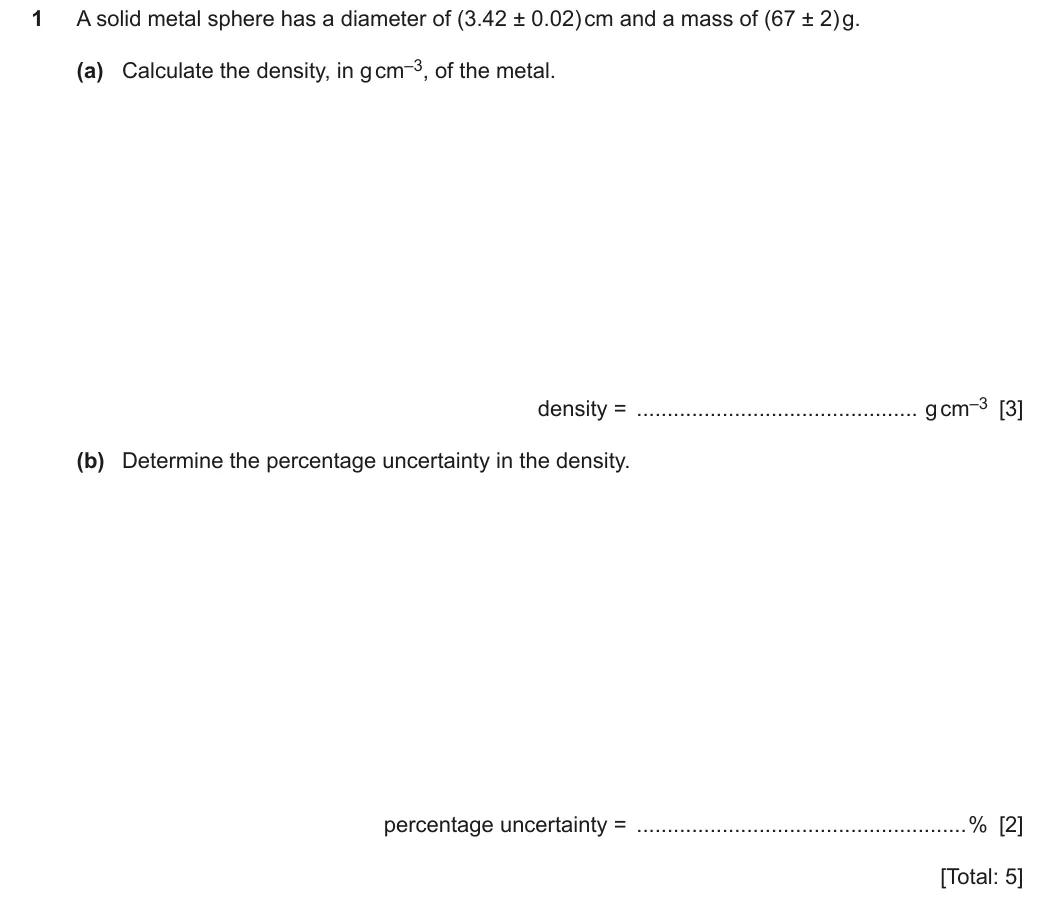 1 A solid metal sphere has a diameter of (3.42 ± 0.02) cm and a mass of (67 ± 2) g.
(a) Calculate the density, in g cm⁻³, of the metal.
density = .............................................. g cm⁻³ [3]
(b) Determine the percentage uncertainty in the density.
percentage uncertainty = ......................................................% [2]
[Total: 5]